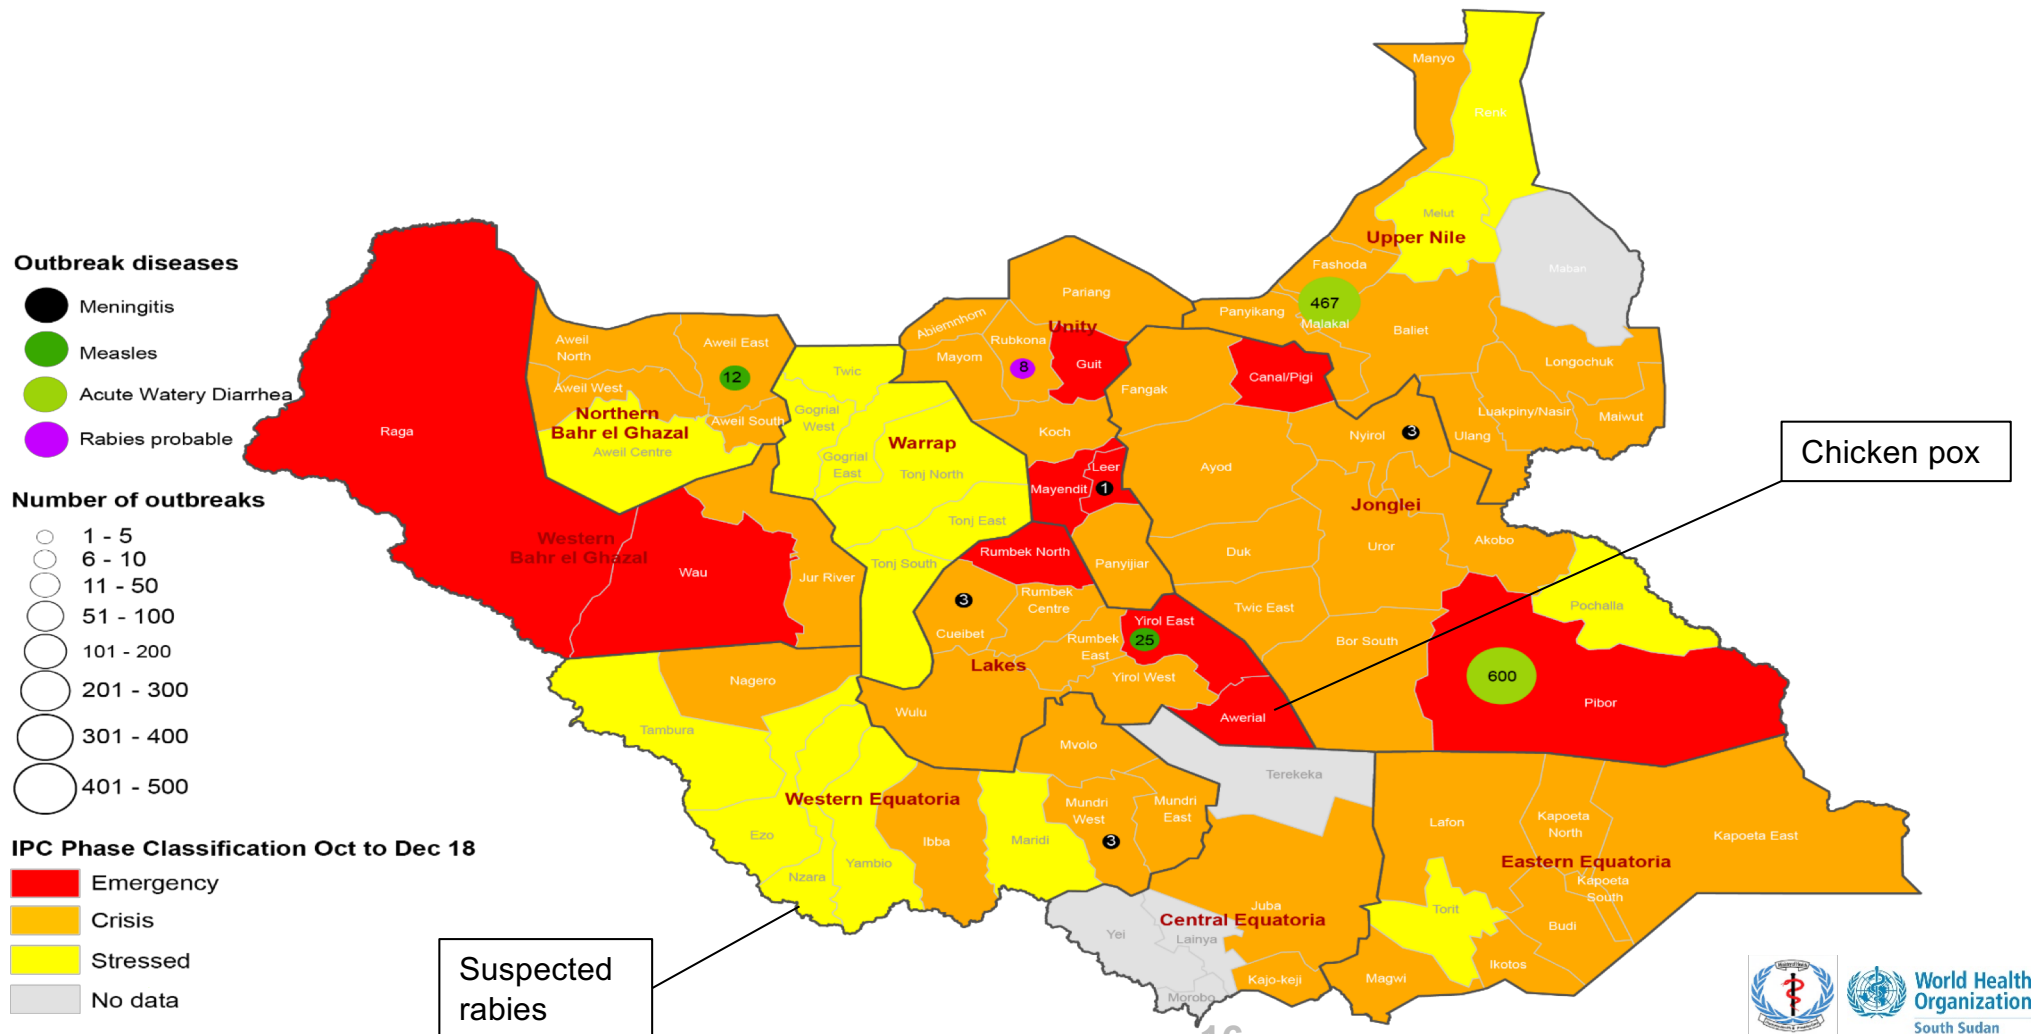 Outbreak diseases
Meningitis
Measles
Acute Watery Diarrhea
Rabies probable
Number of outbreaks
1 - 5
6 - 10
11 - 50
51 - 100
101 - 200
201 - 300
301 - 400
401 - 500
IPC Phase Classification Oct to Dec 18
Emergency
Crisis
Stressed
No data
Manyo
Renk
Melut
Upper Nile
Maban
Fashoda
467
Panyikang
Malakal
Baliet
Longochuk
Luakpiny/Nasir
Maiwut
Ulang
Pariang
Unity
Abiemnhom
Rubkona
Mayom
8
Guit
Koch
Leer
Mayendit
1
Panyijiar
Fangak
Canal/Pigi
Nyirol
3
Ayod
Jonglei
Duk
Uror
Akobo
Pochalla
Twic East
Bor South
600
Pibor
Chicken pox
Raga
Aweil
North
Aweil East
12
Aweil West
Northern
Bahr el Ghazal
Aweil South
Aweil Centre
Western
Bahr el Ghazal
Wau
Jur River
Twic
Gogrial
West
Warrap
Gogrial
East
Tonj North
Tonj East
Tonj South
Rumbek North
3
Rumbek
Centre
Cueibet
Rumbek
East
Lakes
Yirol East
25
Yirol West
Wulu
Awerial
Nagero
Tambura
Western Equatoria
Ezo
Nzara
Yambio
Ibba
Maridi
Mvolo
Mundri
West
Mundri
East
3
Terekeka
Juba
Central Equatoria
Yei
Lainya
Morobo
Kajo-keji
Lafon
Kapoeta
North
Kapoeta East
Eastern Equatoria
Kapoeta
South
Torit
Budi
Ikotos
Magwi
Suspected
rabies
16
World Health
Organization
South Sudan